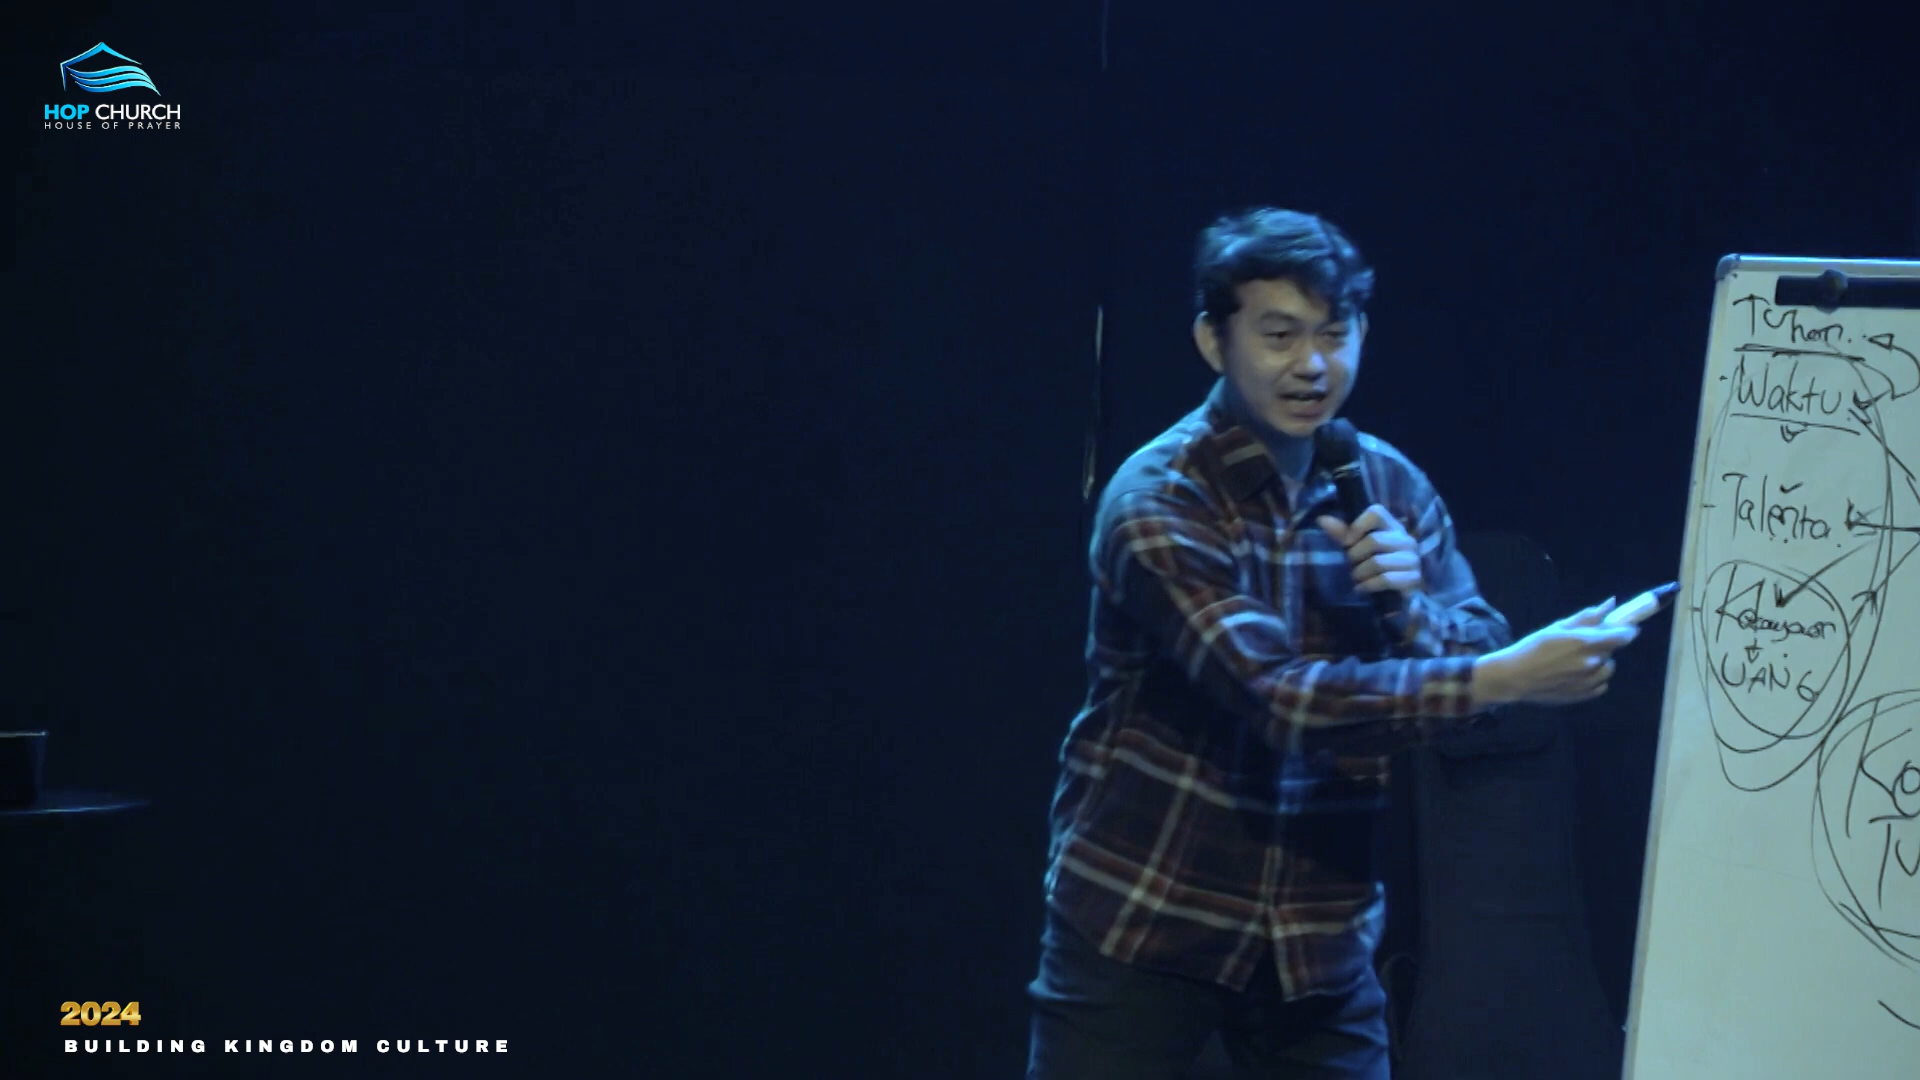 HOP CHURCH
HOUSE OF PRAYER
Tuhan.
Waktu
Talenta
Kekayaan
UANG
2024
BUILDING KINGDOM CULTURE